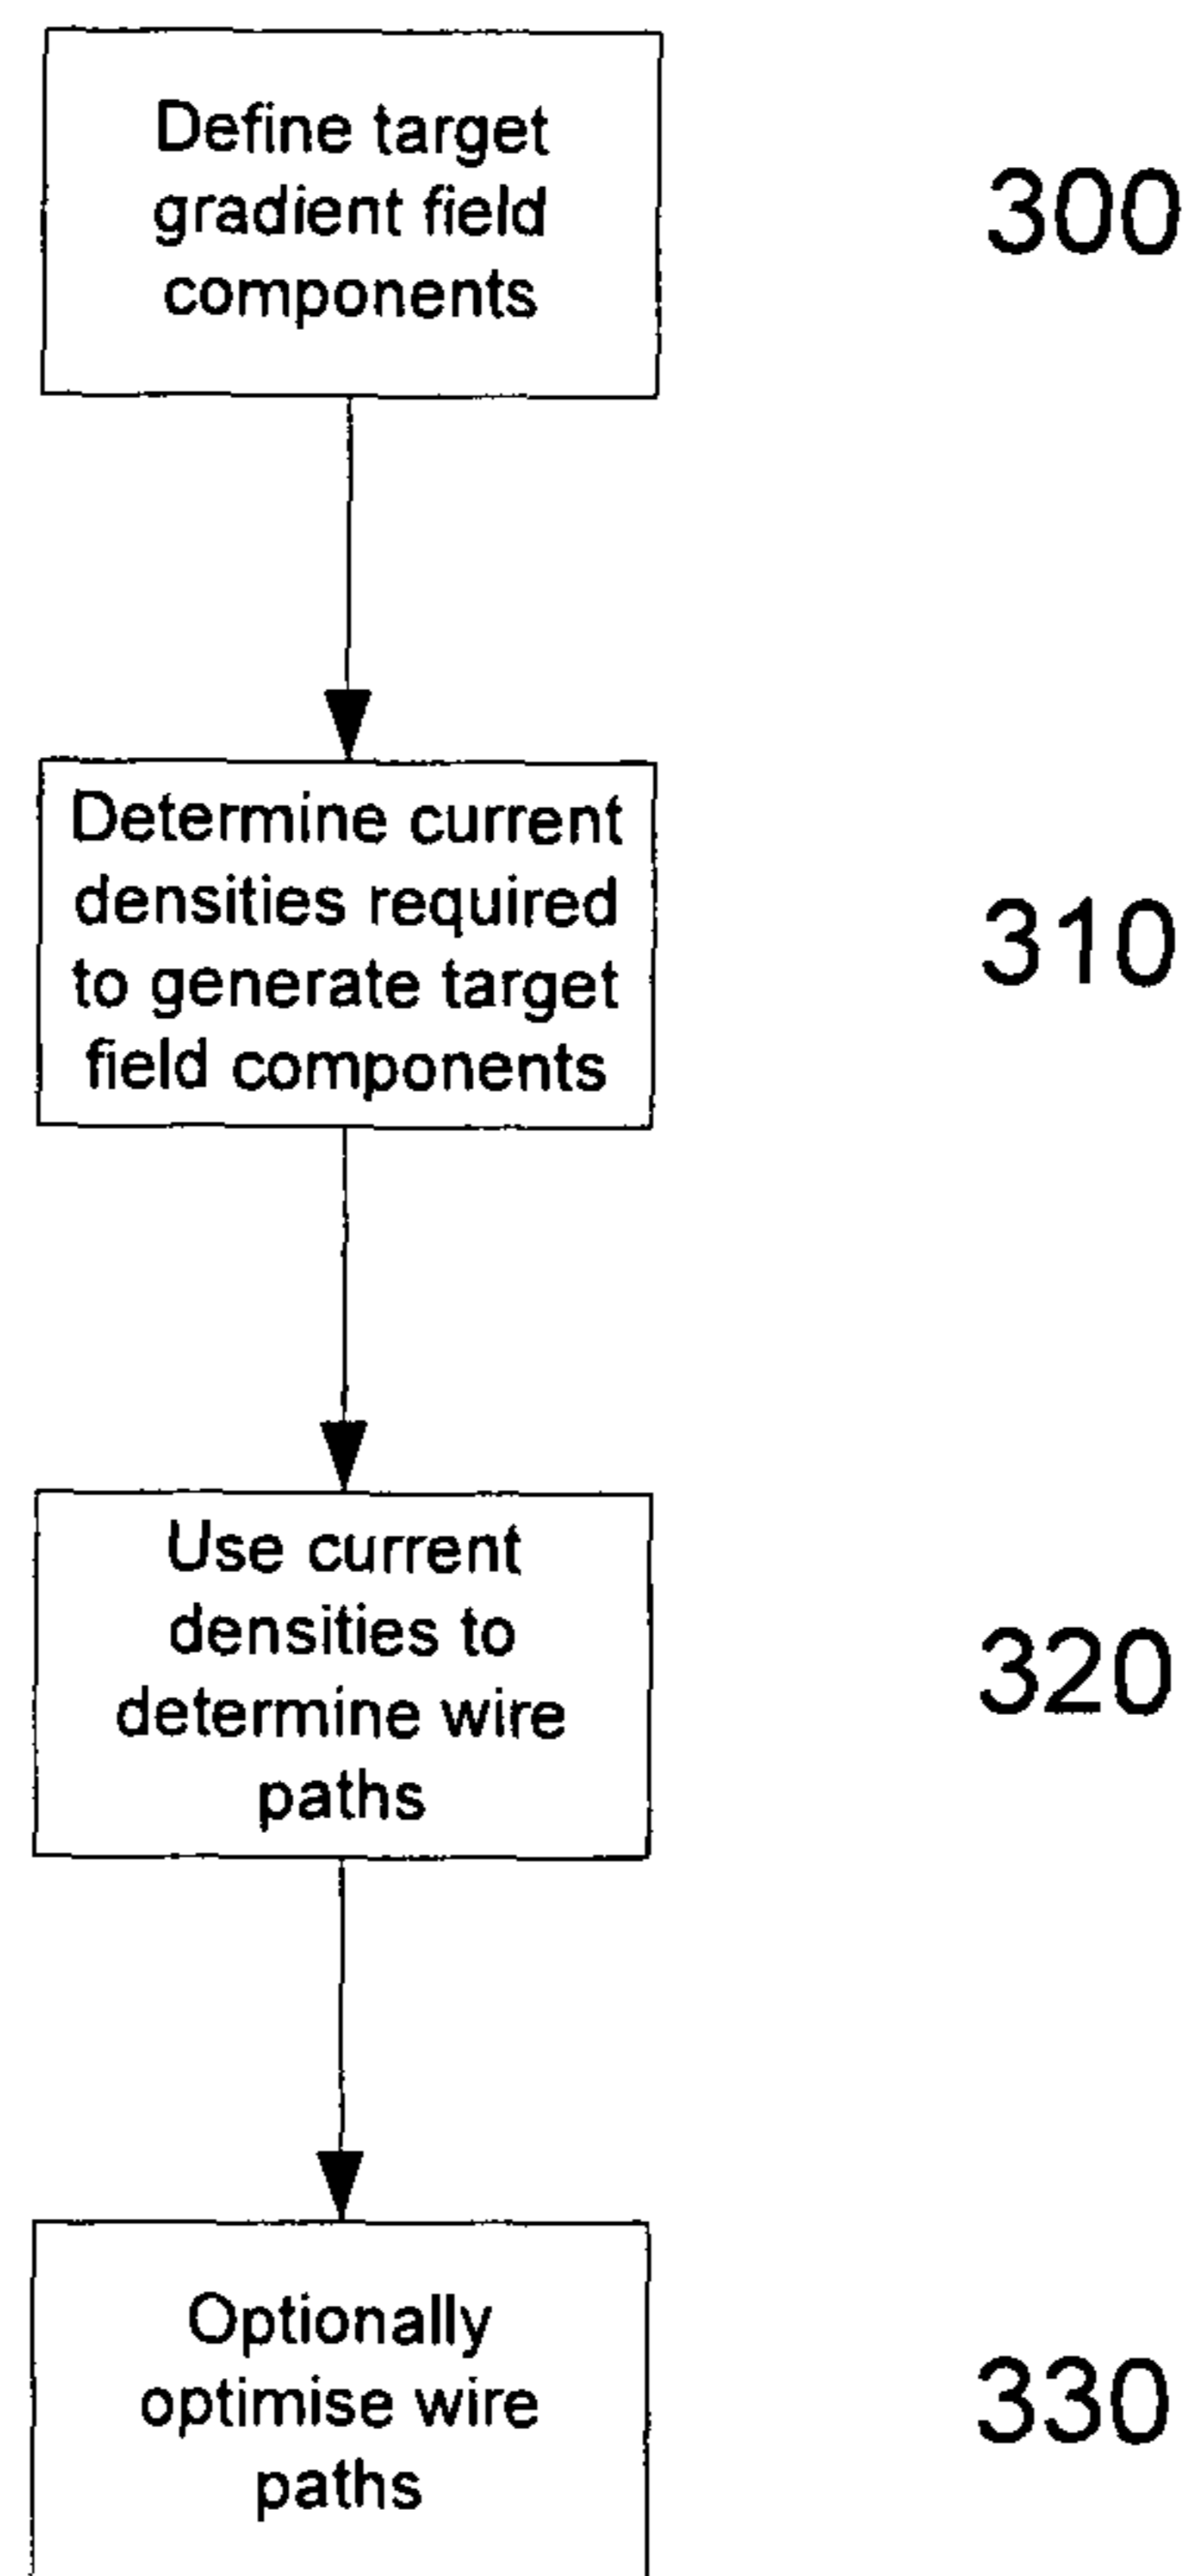 Define target
gradient field
components
300
Determine current
densities required
to generate target
field components
310
Use current
densities to
determine wire
paths
320
Optionally
optimise wire
paths
330